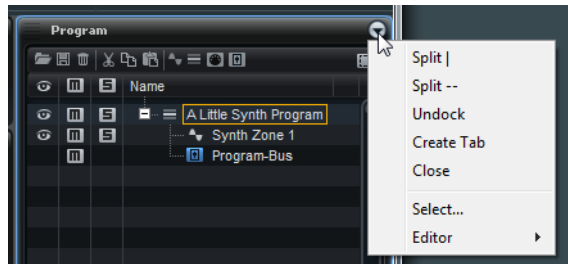 Program
Split |
Split --
Undock
Create Tab
Close
Select...
Editor
M S Name
M S A Little Synth Program
M S Synth Zone 1
M Program-Bus